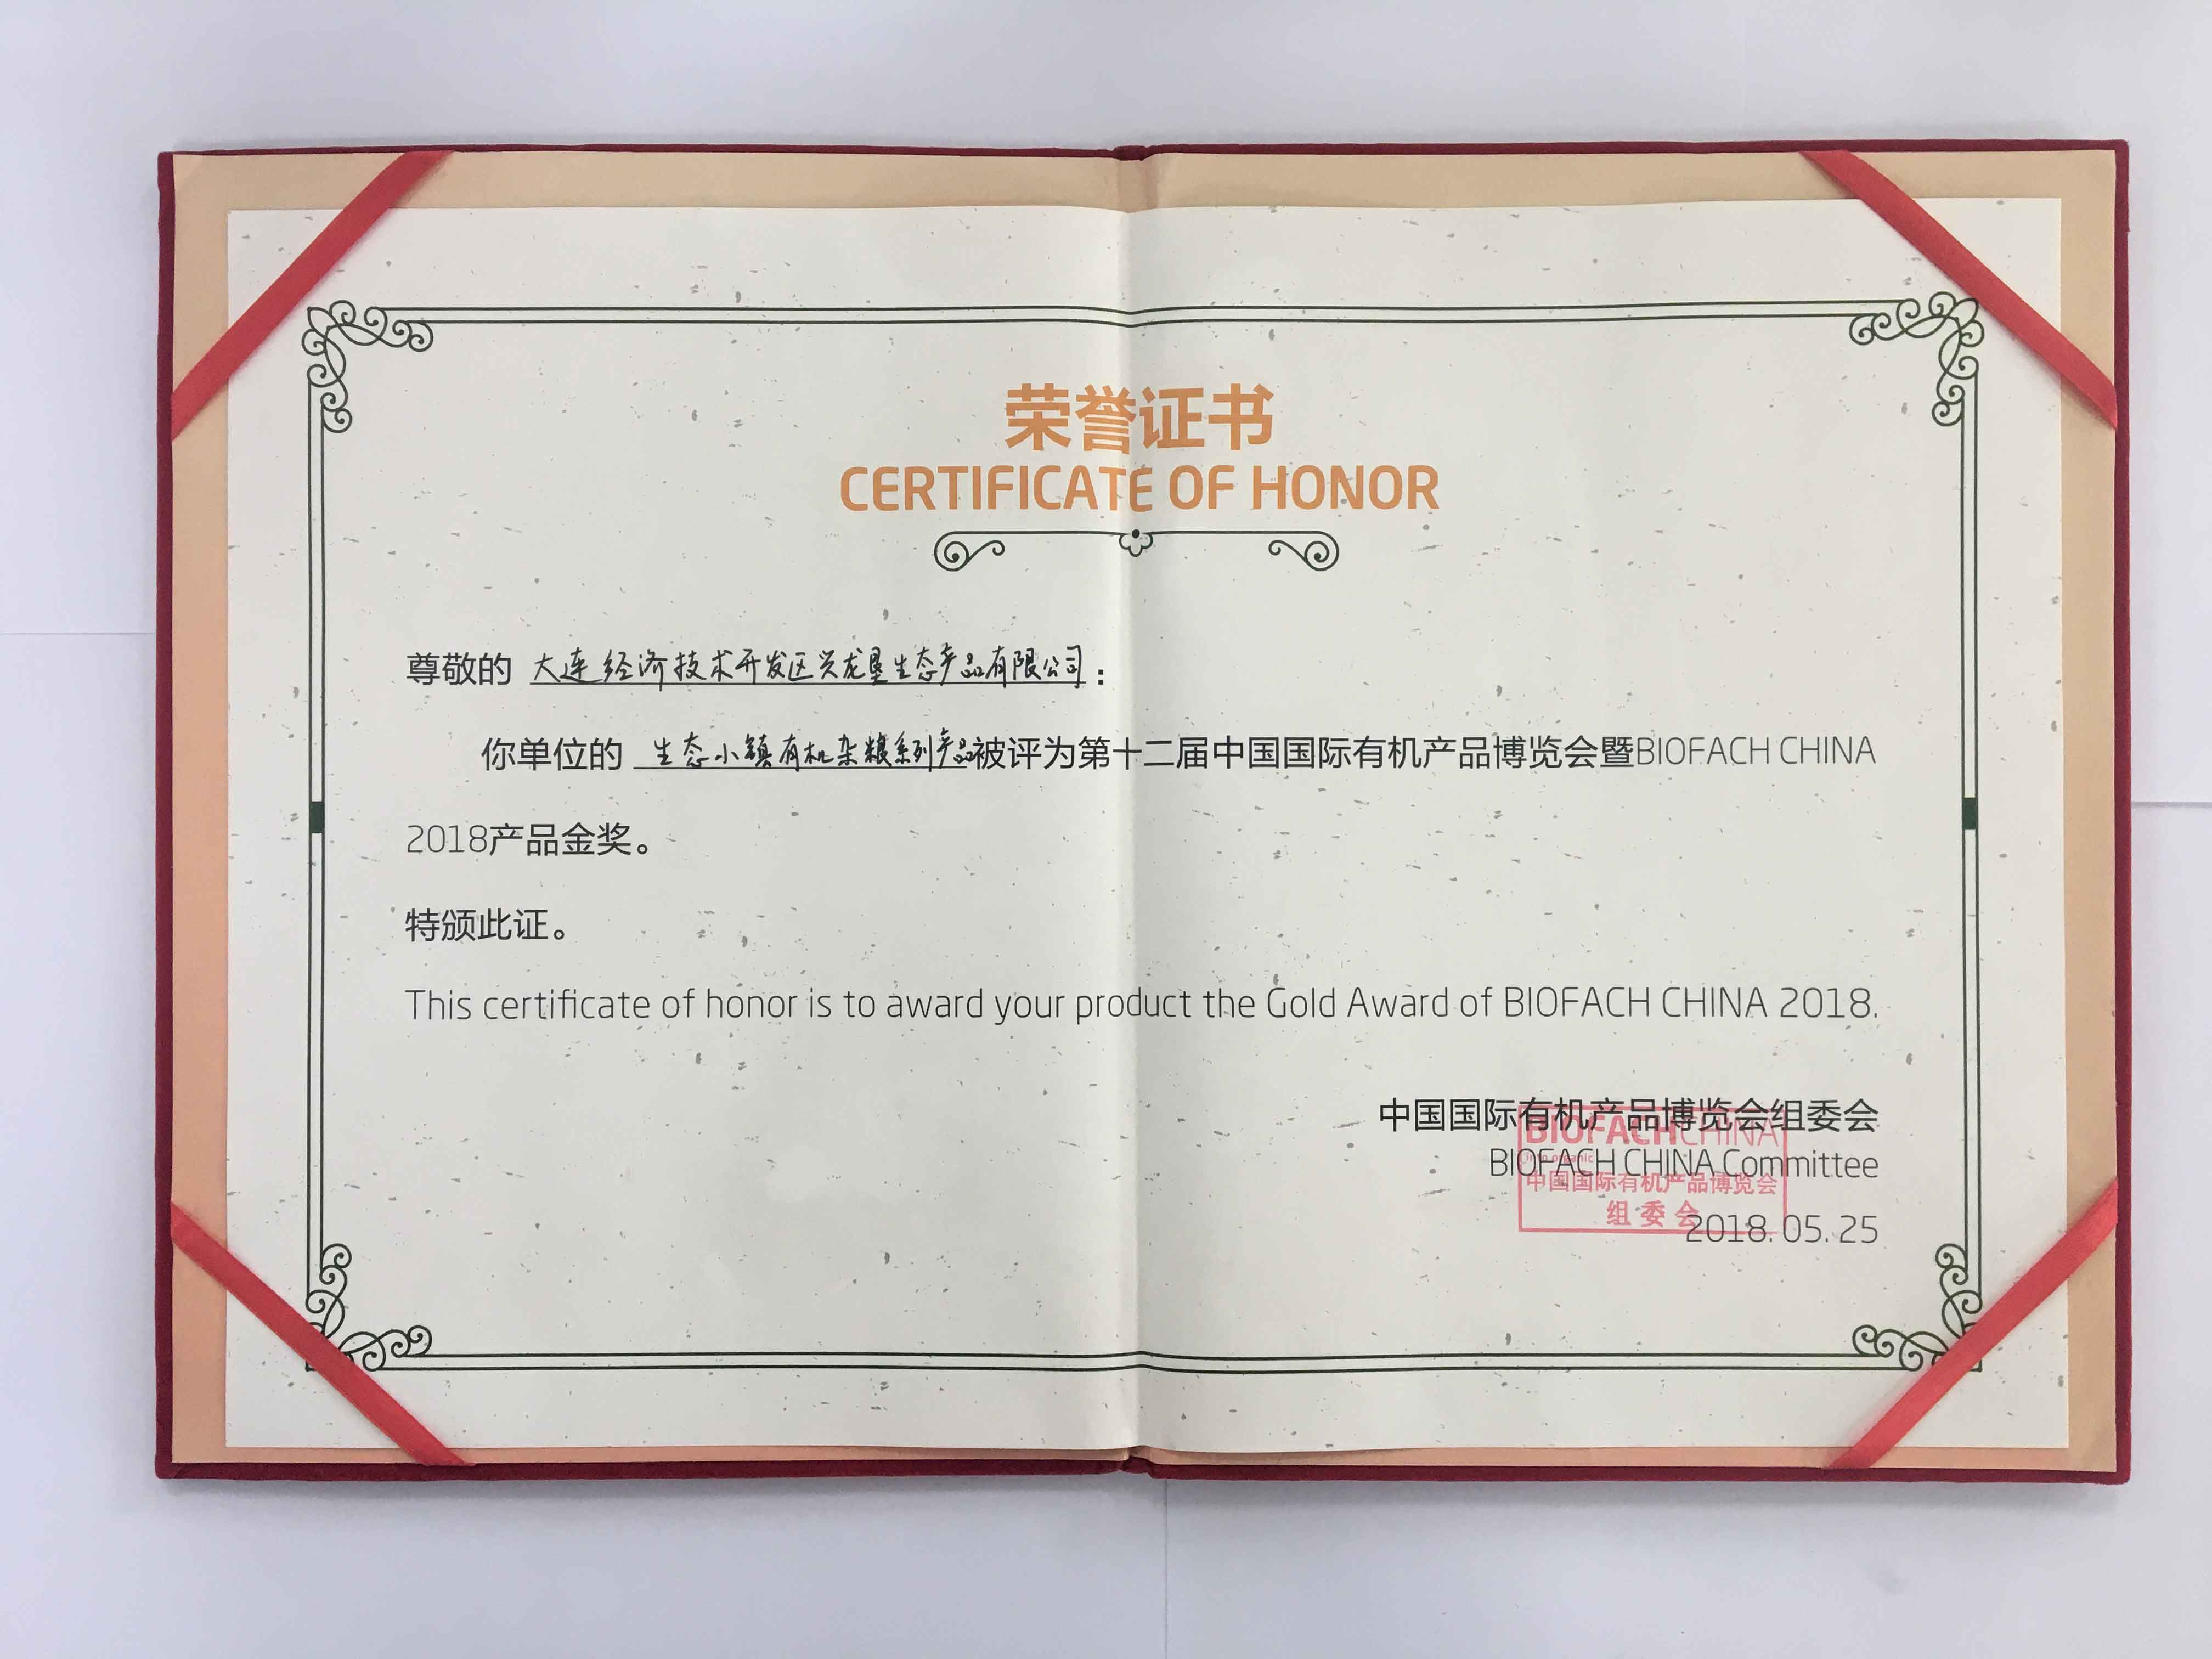 荣誉证书
CERTIFICATE OF HONOR
尊敬的 大连经济技术开发区兴龙垦生态产品有限公司：
你单位的 生态小镇有机杂粮系列产品被评为第十二届中国国际有机产品博览会暨BIOFACH CHINA
2018产品金奖。
特颁此证。
This certificate of honor is to award your product the Gold Award of BIOFACH CHINA 2018.
中国国际有机产品博览会组委会
BIOFACH CHINA Committee
2018.05.25
BIOFACHCHINA
into organic
中国国际有机产品博览会
组委会